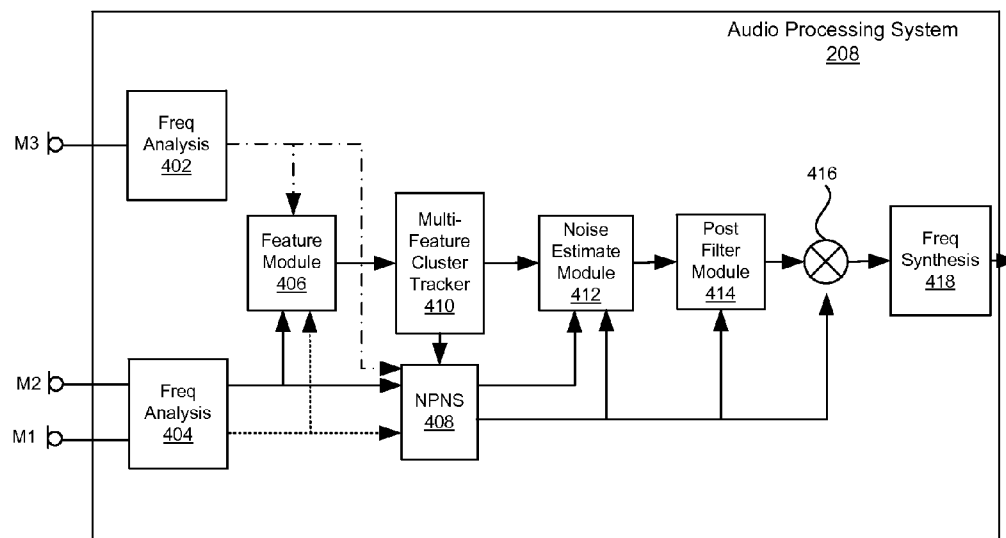 Audio Processing System
208
M3
Freq
Analysis
402
416
Feature
Module
406
Multi-
Feature
Cluster
Tracker
410
Noise
Estimate
Module
412
Post
Filter
Module
414
Freq
Synthesis
418
M2
M1
Freq
Analysis
404
NPNS
408